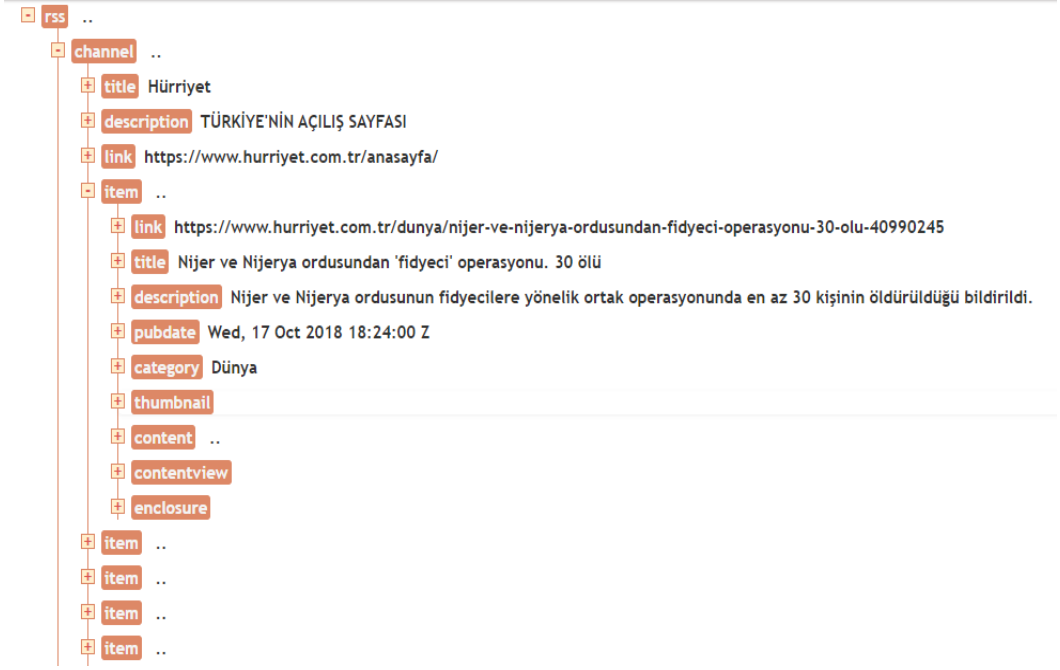 rss ..
channel ..
title Hürriyet
description TÜRKİYE'NİN AÇILIŞ SAYFASI
link https://www.hurriyet.com.tr/anasayfa/
item ..
link https://www.hurriyet.com.tr/dunya/nijer-ve-nijerya-ordusundan-fidyeci-operasyonu-30-olu-40990245
title Nijer ve Nijerya ordusundan 'fidyeci' operasyonu. 30 ölü
description Nijer ve Nijerya ordusunun fidyecilere yönelik ortak operasyonunda en az 30 kişinin öldürüldüğü bildirildi.
pubdate Wed, 17 Oct 2018 18:24:00 Z
category Dünya
thumbnail
content ..
contentview
enclosure
item ..
item ..
item ..
item ..